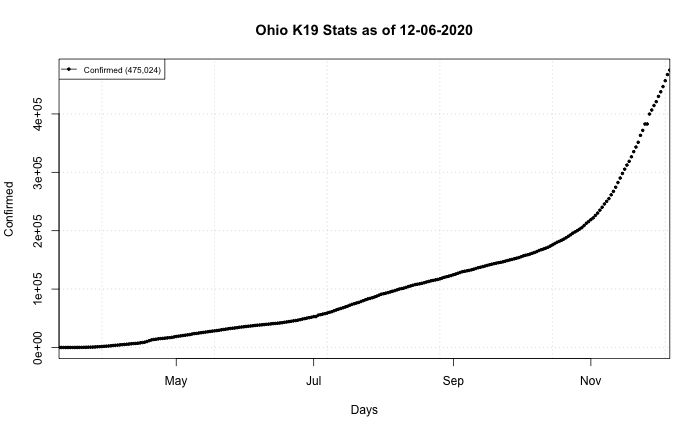 Ohio K19 Stats as of 12-06-2020
Confirmed (475,024)
4e+05
3e+05
2e+05
1e+05
0e+00
Confirmed
May
Jul
Sep
Nov
Days